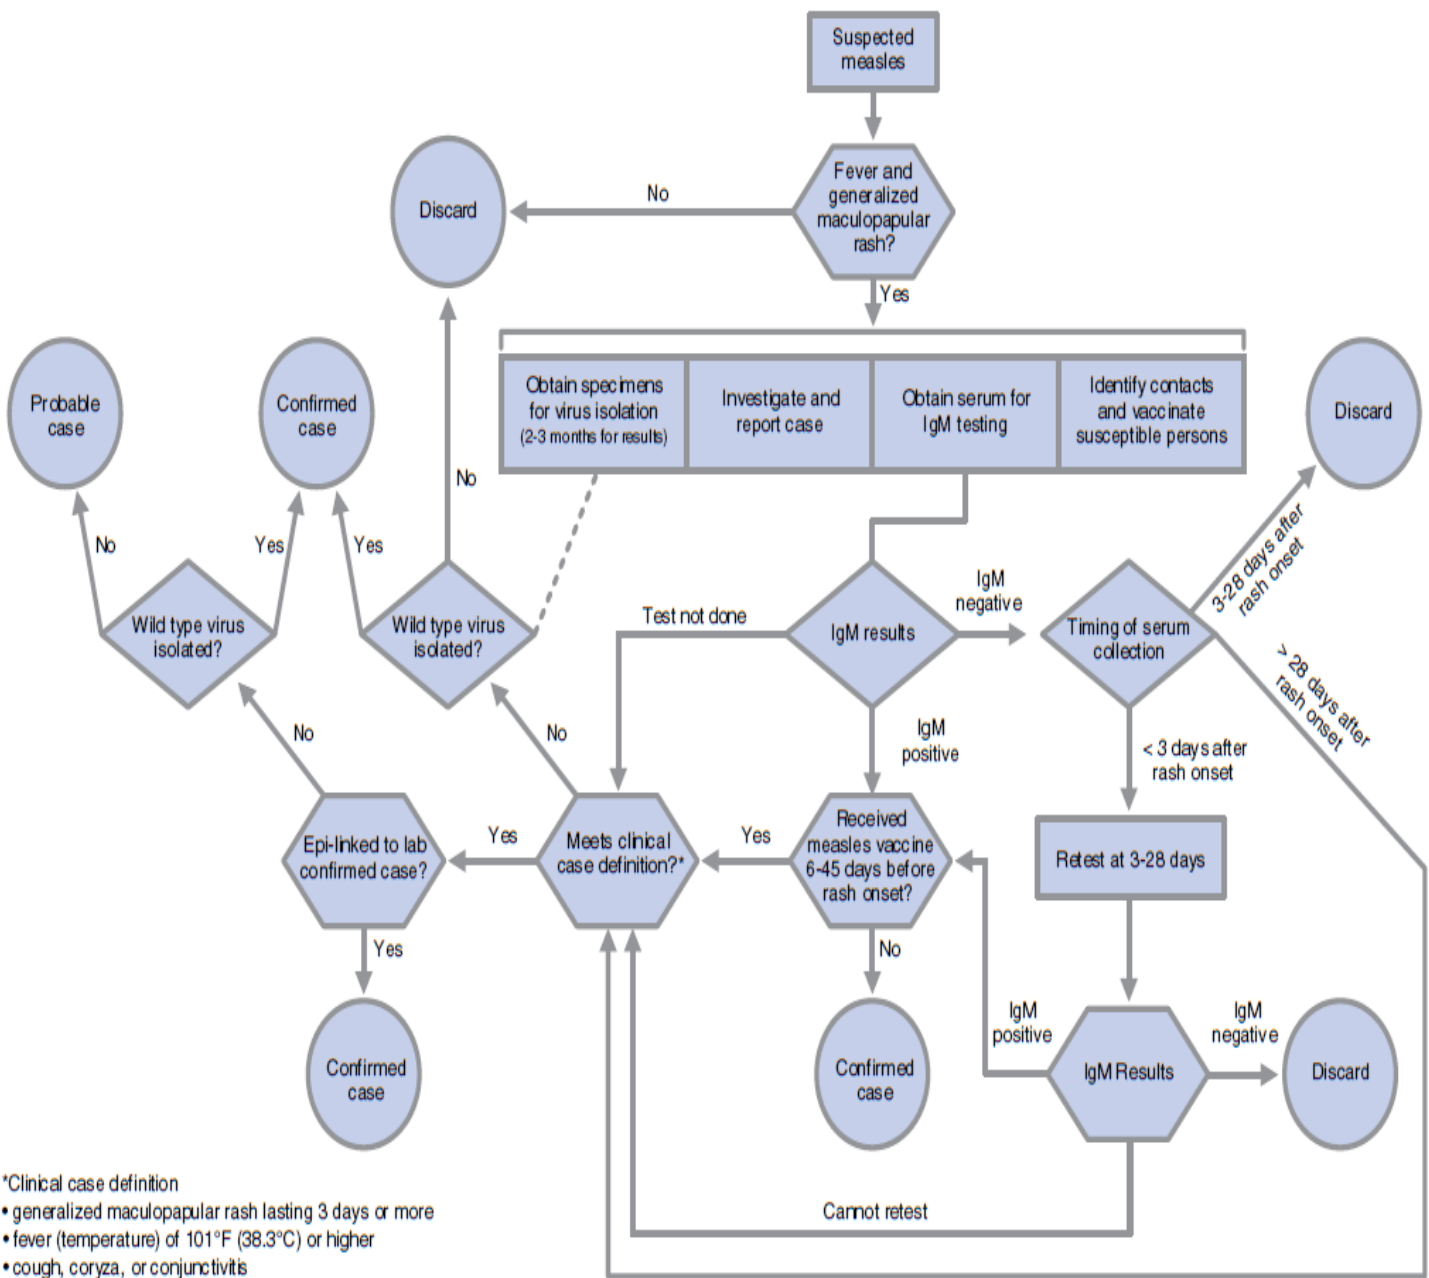 Suspected
measles
Fever and
generalized
maculopapular
rash?
No
Discard
Yes
Obtain specimens
for virus isolation
(2-3 months for results)
Investigate and
report case
Obtain serum for
IgM testing
Identify contacts
and vaccinate
susceptible persons
Discard
Probable
case
Confirmed
case
No
No
Yes
Yes
3-28 days after
rash onset
Wild type virus
isolated?
Wild type virus
isolated?
Test not done
IgM results
IgM
negative
Timing of serum
collection
> 28 days after
rash onset
No
No
IgM
positive
< 3 days after
rash onset
Epi-linked to lab
confirmed case?
Yes
Meets clinical
case definition?*
Yes
Received
measles vaccine
6-45 days before
rash onset?
Retest at 3-28 days
Yes
No
Confirmed
case
Confirmed
case
IgM
positive
IgM Results
IgM
negative
Discard
Cannot retest
*Clinical case definition
• generalized maculopapular rash lasting 3 days or more
• fever (temperature) of 101°F (38.3°C) or higher
• cough, coryza, or conjunctivitis